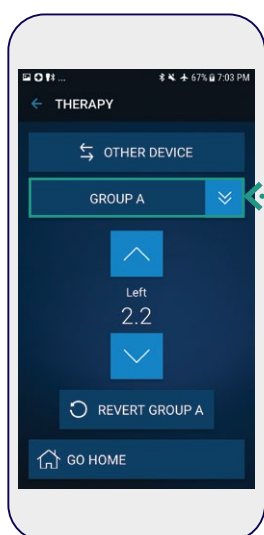 67% 7:03 PM
THERAPY
OTHER DEVICE
GROUP A
Left
2.2
REVERT GROUP A
GO HOME